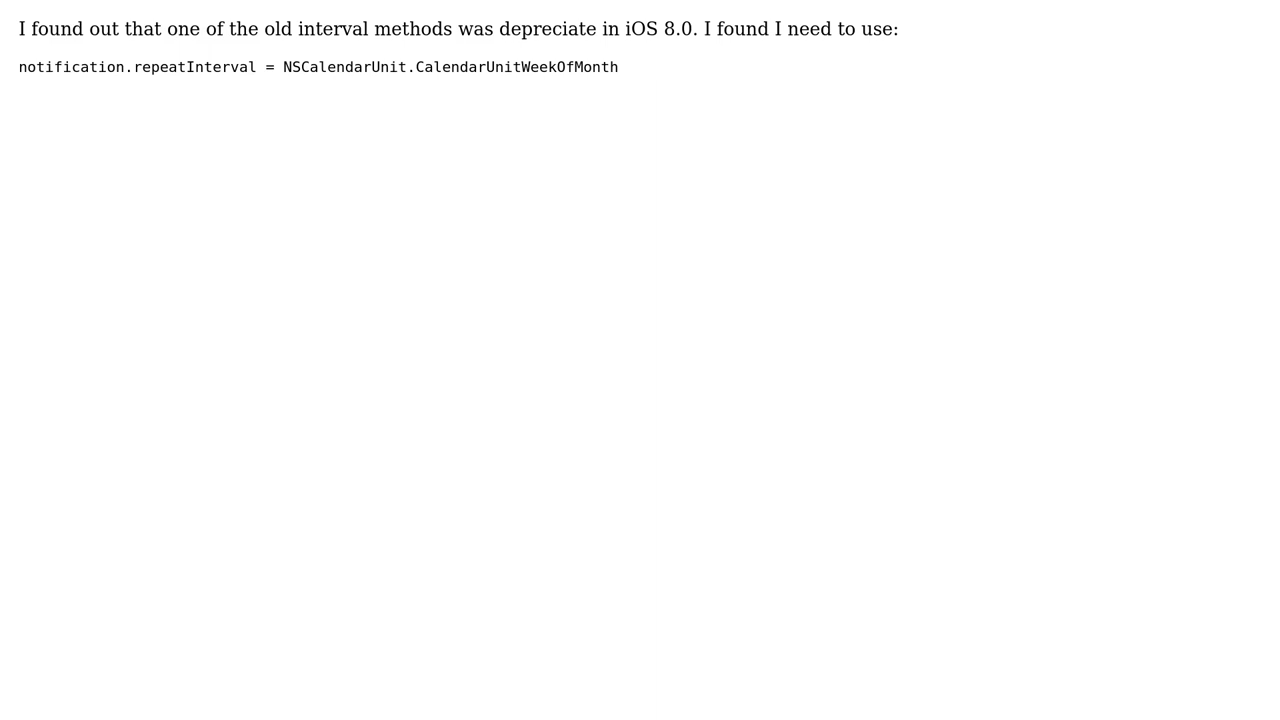 I found out that one of the old interval methods was depreciate in iOS 8.0. I found I need to use:
notification.repeatInterval = NSCalendarUnit.CalendarUnitWeekOfMonth